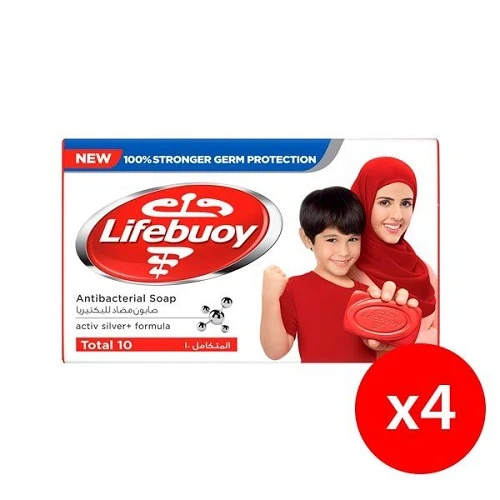 NEW 100% STRONGER GERM PROTECTION
Lifebuoy
Antibacterial Soap
صابون مضاد للبكتيريا
activ silver+ formula
Total 10 المتكامل ١٠
x4